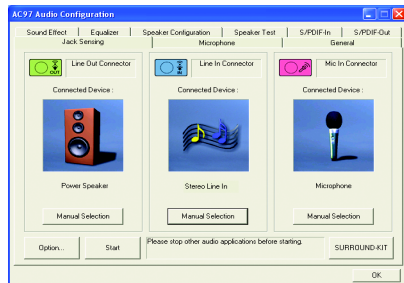 AC97 Audio Configuration
Sound Effect Equalizer Speaker Configuration Speaker Test S/PDIF-In S/PDIF-Out
Jack Sensing Microphone General
OUT Line Out Connector IN Line In Connector Mic In Connector
Connected Device : Connected Device : Connected Device :
Power Speaker Stereo Line In Microphone
Manual Selection Manual Selection Manual Selection
Option... Start Please stop other audio applications before starting. SURROUND-KIT
OK